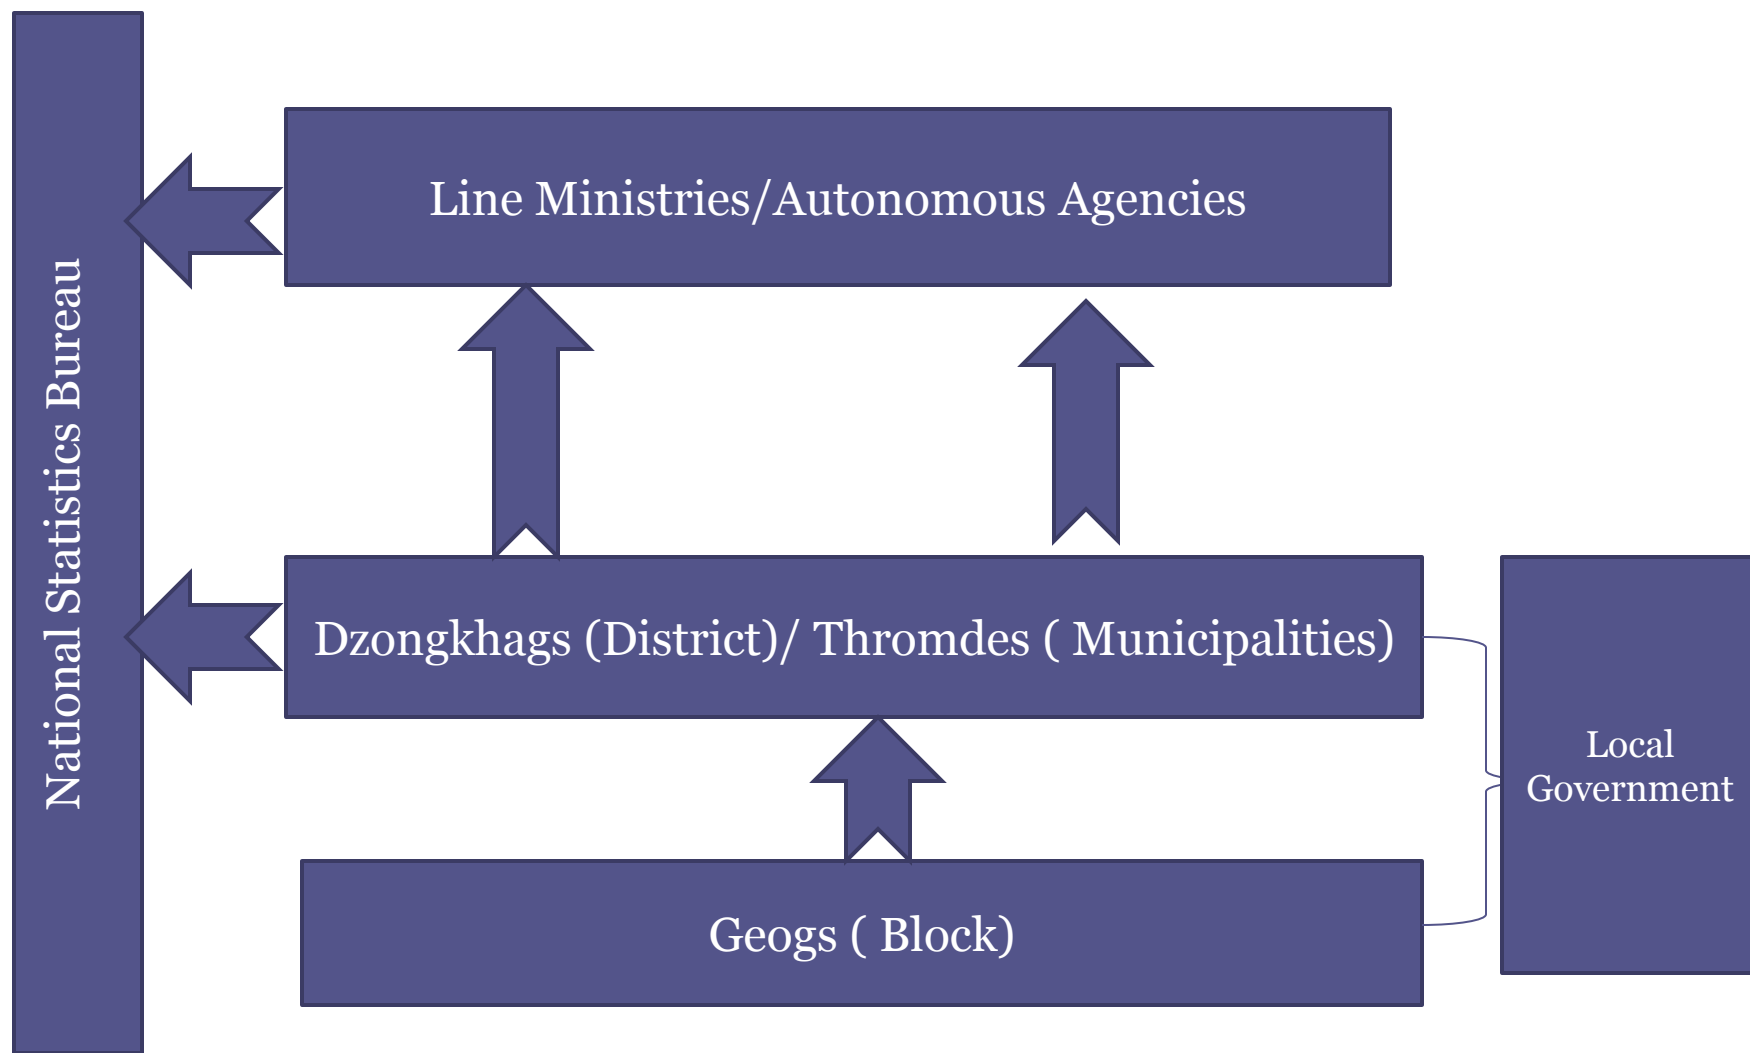 National Statistics Bureau
Line Ministries/Autonomous Agencies
Dzongkhags (District)/ Thromdes ( Municipalities)
Local
Government
Geogs ( Block)